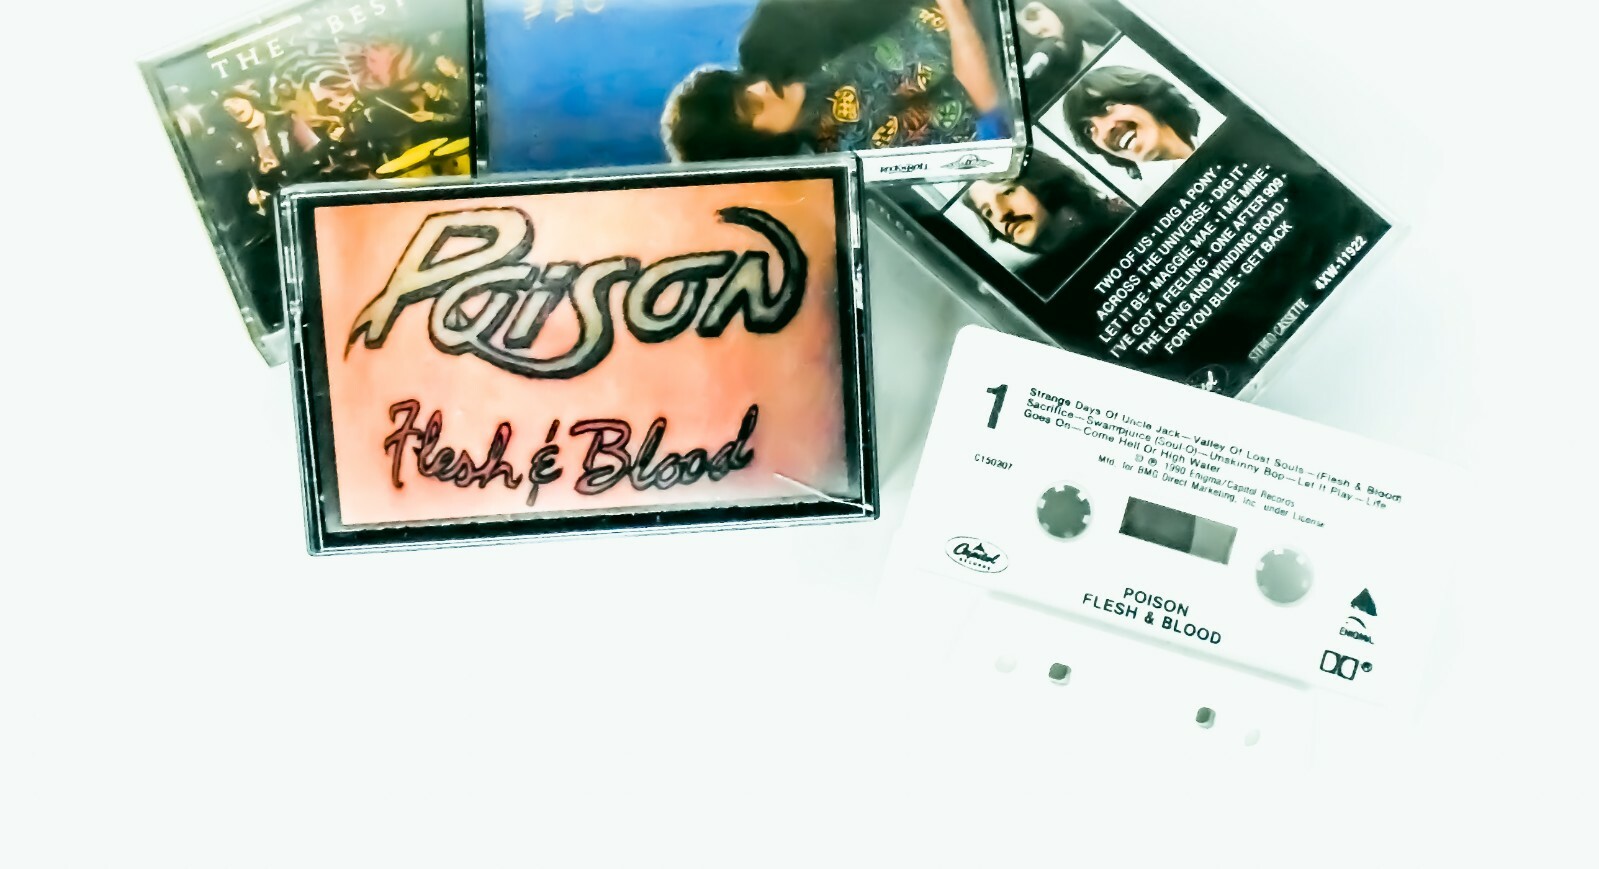 THE BEST
ROCK & ROLL
TWO OF US • I DIG A PONY •
ACROSS THE UNIVERSE • DIG IT •
LET IT BE • MAGGIE MAE • I ME MINE •
I'VE GOT A FEELING • ONE AFTER 909 •
THE LONG AND WINDING ROAD •
FOR YOU BLUE • GET BACK
STEREO CASSETTE 4XW-11922
POISON
Flesh & Blood
1
Strange Days Of Uncle Jack—Valley Of Lost Souls—(Flesh & Blood)
Sacrifice—Swampjuice (Soul-O)—Unskinny Bop—Let It Play—Life
Goes On—Come Hell Or High Water
© ℗ 1990 Enigma/Capitol Records
Mfd. for BMG Direct Marketing, Inc. under License
C150307
Capitol
RECORDS
POISON
FLESH & BLOOD
ENIGMA